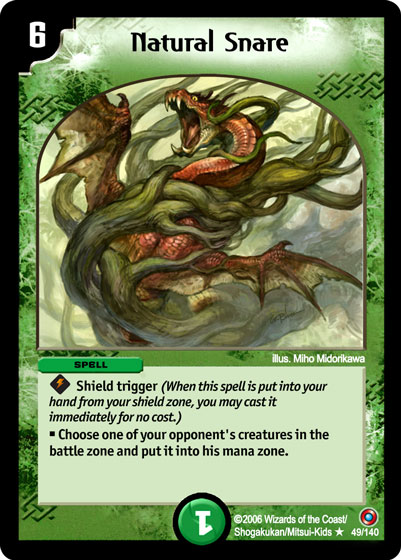 6
Natural Snare
illus. Miho Midorikawa
SPELL
Shield trigger (When this spell is put into your
hand from your shield zone, you may cast it
immediately for no cost.)
▪ Choose one of your opponent's creatures in the
battle zone and put it into his mana zone.
1
©2006 Wizards of the Coast/
Shogakukan/Mitsui-Kids ★ 49/140